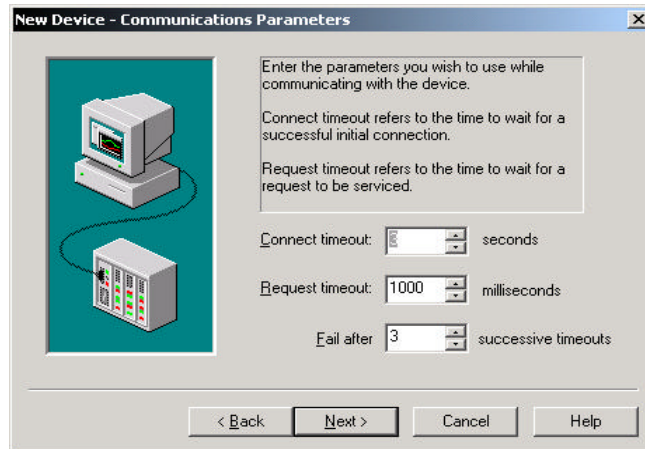 New Device - Communications Parameters
Enter the parameters you wish to use while
communicating with the device.
Connect timeout refers to the time to wait for a
successful initial connection.
Request timeout refers to the time to wait for a
request to be serviced.
Connect timeout: seconds
Request timeout: 1000 milliseconds
Fail after 3 successive timeouts
< Back Next > Cancel Help